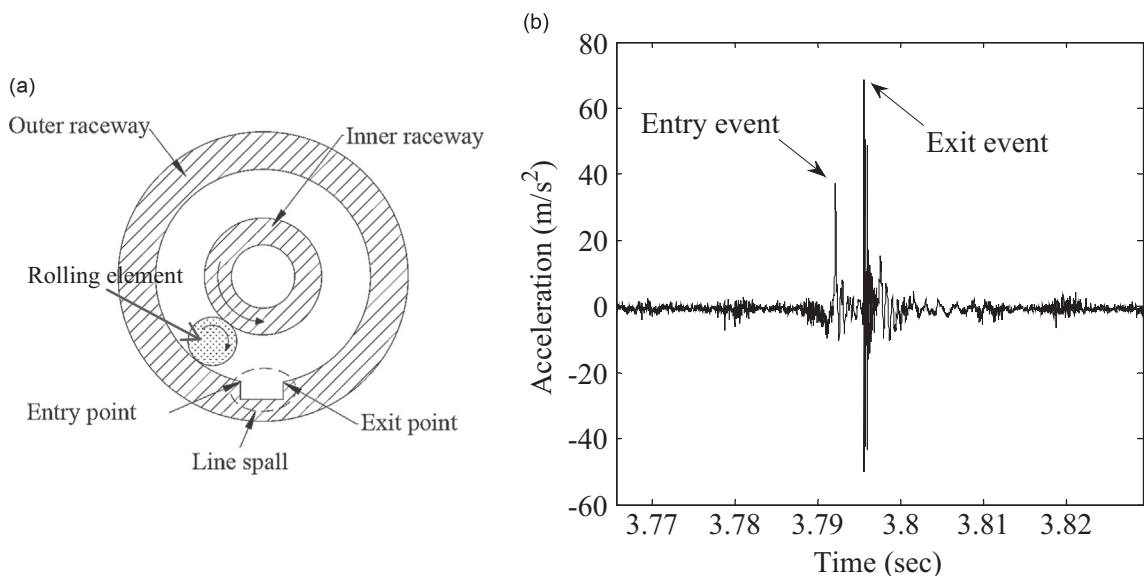 (a)
Outer raceway
Inner raceway
Rolling element
Entry point
Exit point
Line spall
(b)
80
60
40
20
0
-20
-40
-60
Acceleration (m/s²)
Entry event
Exit event
3.77 3.78 3.79 3.8 3.81 3.82
Time (sec)